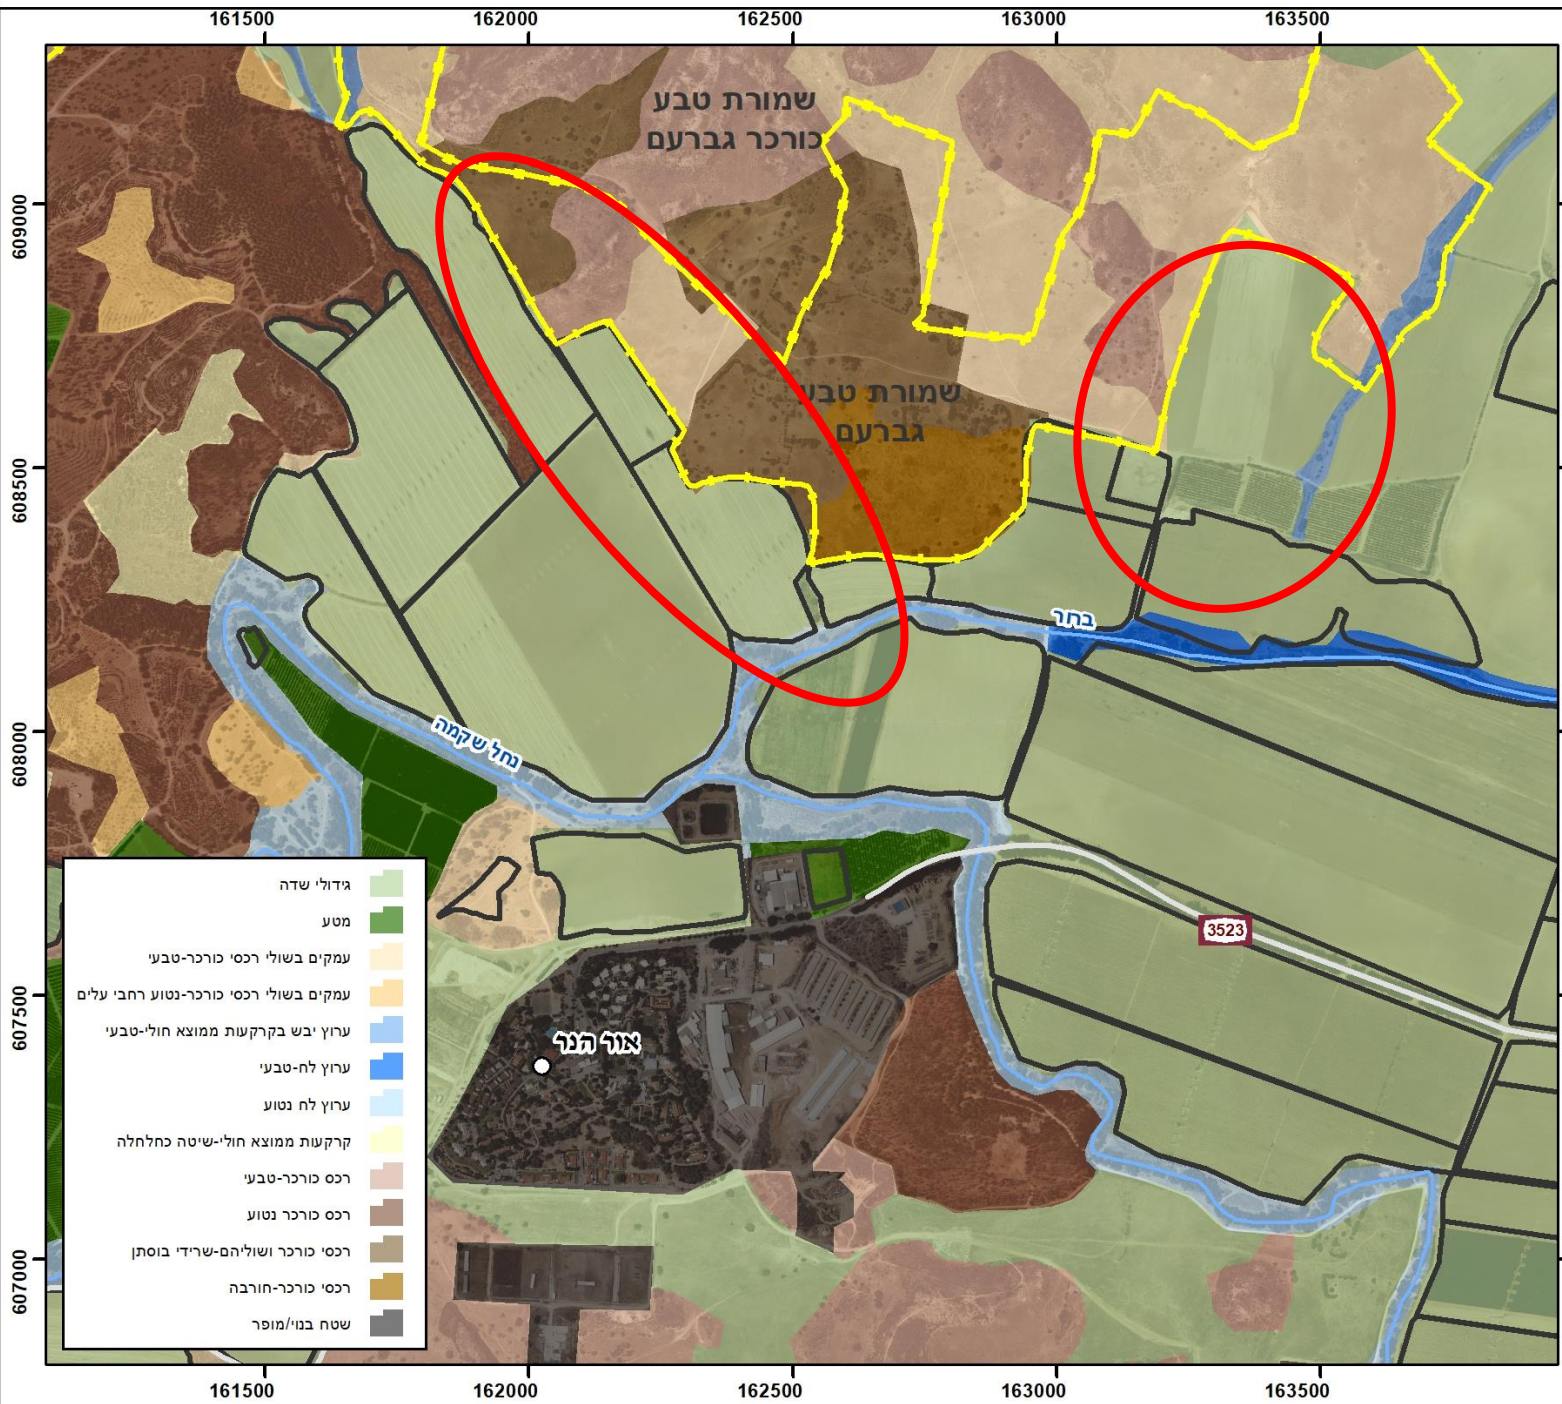 161500 162000 162500 163000 163500
שמורת טבע
כורכר גברעם
609000
שמורת טבע
גברעם
608500
בחר
נחל שקמה
608000
3523
607500
אור הנר
607000
גידולי שדה
מטע
עמקים בשולי רכסי כורכר-טבעי
עמקים בשולי רכסי כורכר-נטוע רחבי עלים
ערוץ יבש בקרקעות ממוצא חולי-טבעי
ערוץ לח-טבעי
ערוץ לח נטוע
קרקעות ממוצא חולי-שיטה כחלחלה
רכס כורכר-טבעי
רכס כורכר נטוע
רכסי כורכר ושוליהם-שרידי בוסתן
רכסי כורכר-חורבה
שטח בנוי/מופר
161500 162000 162500 163000 163500